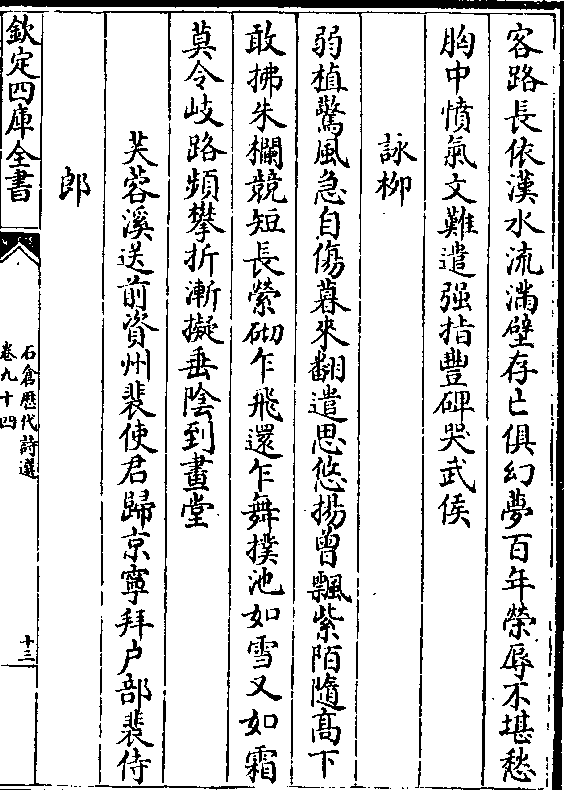 容路長依漢水流滿壁存亡俱幻夢百年榮辱不堪愁
胸中憤氣文難遣强指豐碑哭武侯
詠柳
弱植驚風急自傷暮來翻遣思悠揚曾飄紫陌隨高下
敢拂朱欄競短長縈砌乍飛還乍舞撲池如雪又如霜
莫令岐路頻攀折漸擬垂陰到畫堂
芙蓉溪送前資州裴使君歸京寧拜户部裴侍
郎
欽定四庫全書
石倉歴代詩選
卷九十四
十三